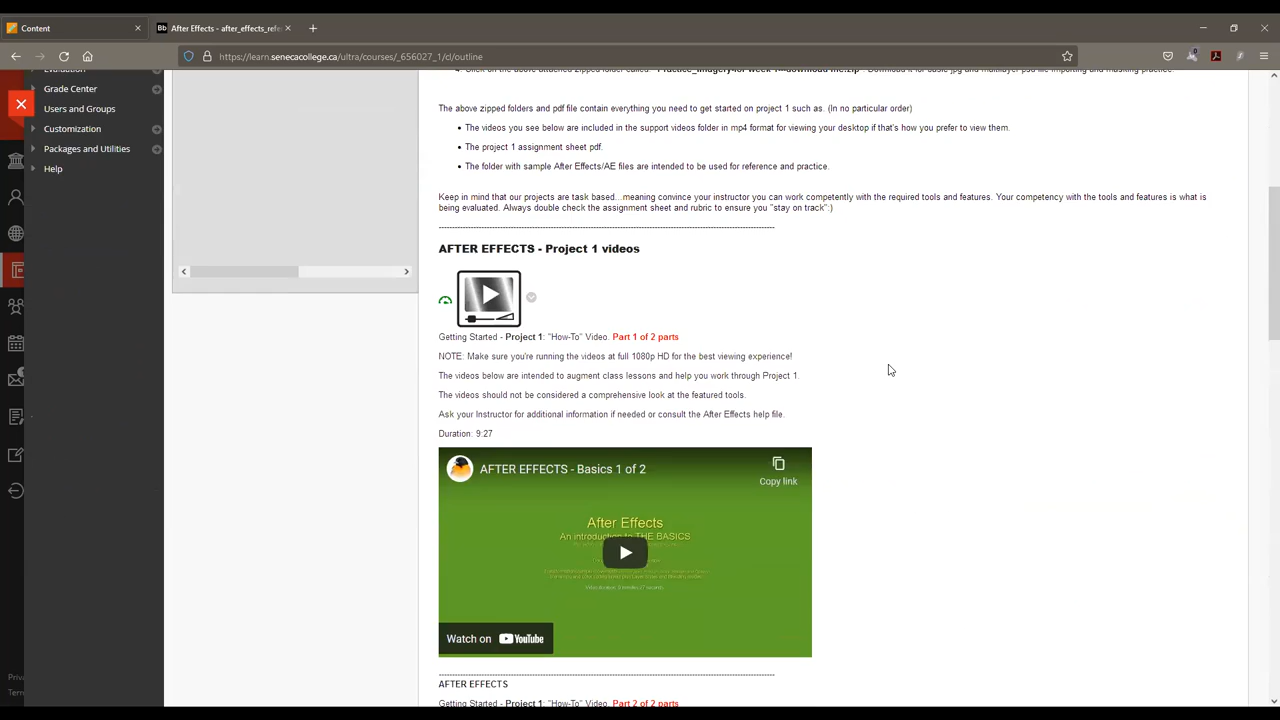 Content
Bb After Effects - after_effects_refe
https://learn.senecacollege.ca/ultra/courses/_656027_1/cl/outline
Evaluation
Grade Center
Users and Groups
Customization
Packages and Utilities
Help
The above zipped folders and pdf file contain everything you need to get started on project 1 such as. (In no particular order)
The videos you see below are included in the support videos folder in mp4 format for viewing your desktop if that's how you prefer to view them.
The project 1 assignment sheet pdf.
The folder with sample After Effects/AE files are intended to be used for reference and practice.
Keep in mind that our projects are task based...meaning convince your instructor you can work competently with the required tools and features. Your competency with the tools and features is what is
being evaluated. Always double check the assignment sheet and rubric to ensure you "stay on track":)
AFTER EFFECTS - Project 1 videos
Getting Started - Project 1: "How-To" Video. Part 1 of 2 parts
NOTE: Make sure you're running the videos at full 1080p HD for the best viewing experience!
The videos below are intended to augment class lessons and help you work through Project 1.
The videos should not be considered a comprehensive look at the featured tools.
Ask your Instructor for additional information if needed or consult the After Effects help file.
Duration: 9:27
AFTER EFFECTS - Basics 1 of 2
Copy link
After Effects
An introduction to THE BASICS
Watch on YouTube
AFTER EFFECTS
Getting Started - Project 1: "How-To" Video. Part 2 of 2 parts
Priva
Term